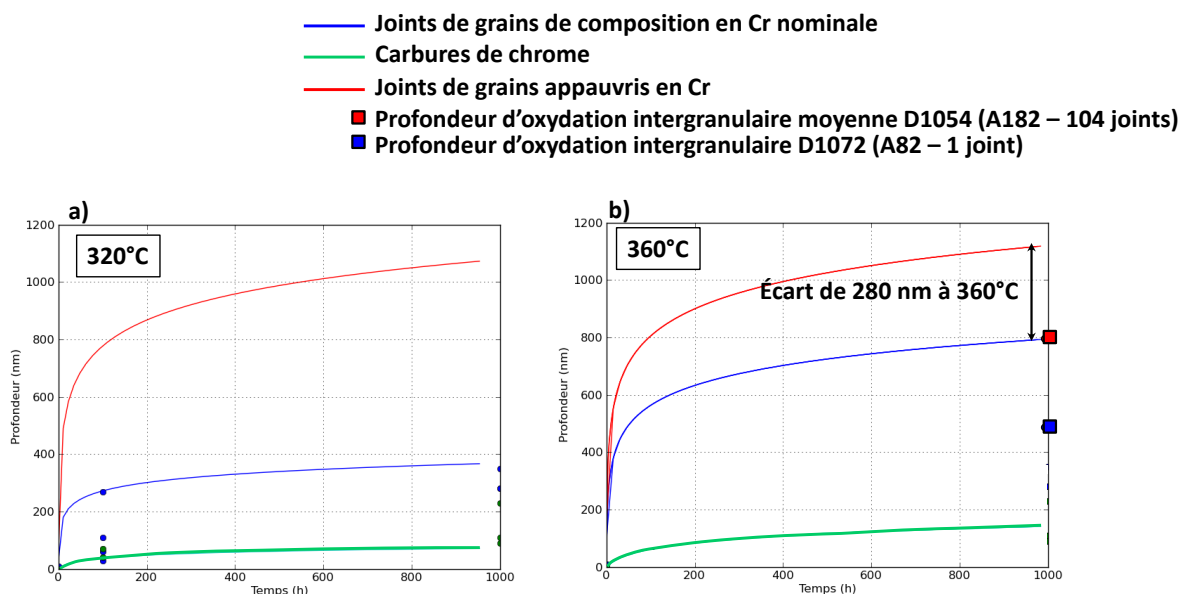 Joints de grains de composition en Cr nominale
Carbures de chrome
Joints de grains appauvris en Cr
Profondeur d'oxydation intergranulaire moyenne D1054 (A182 – 104 joints)
Profondeur d'oxydation intergranulaire D1072 (A82 – 1 joint)
a)
320°C
Profondeur (nm)
1200
1000
800
600
400
200
0
0 200 400 600 800 1000
Temps (h)
b)
360°C
Écart de 280 nm à 360°C
Profondeur (nm)
1200
1000
800
600
400
200
0
0 200 400 600 800 1000
Temps (h)